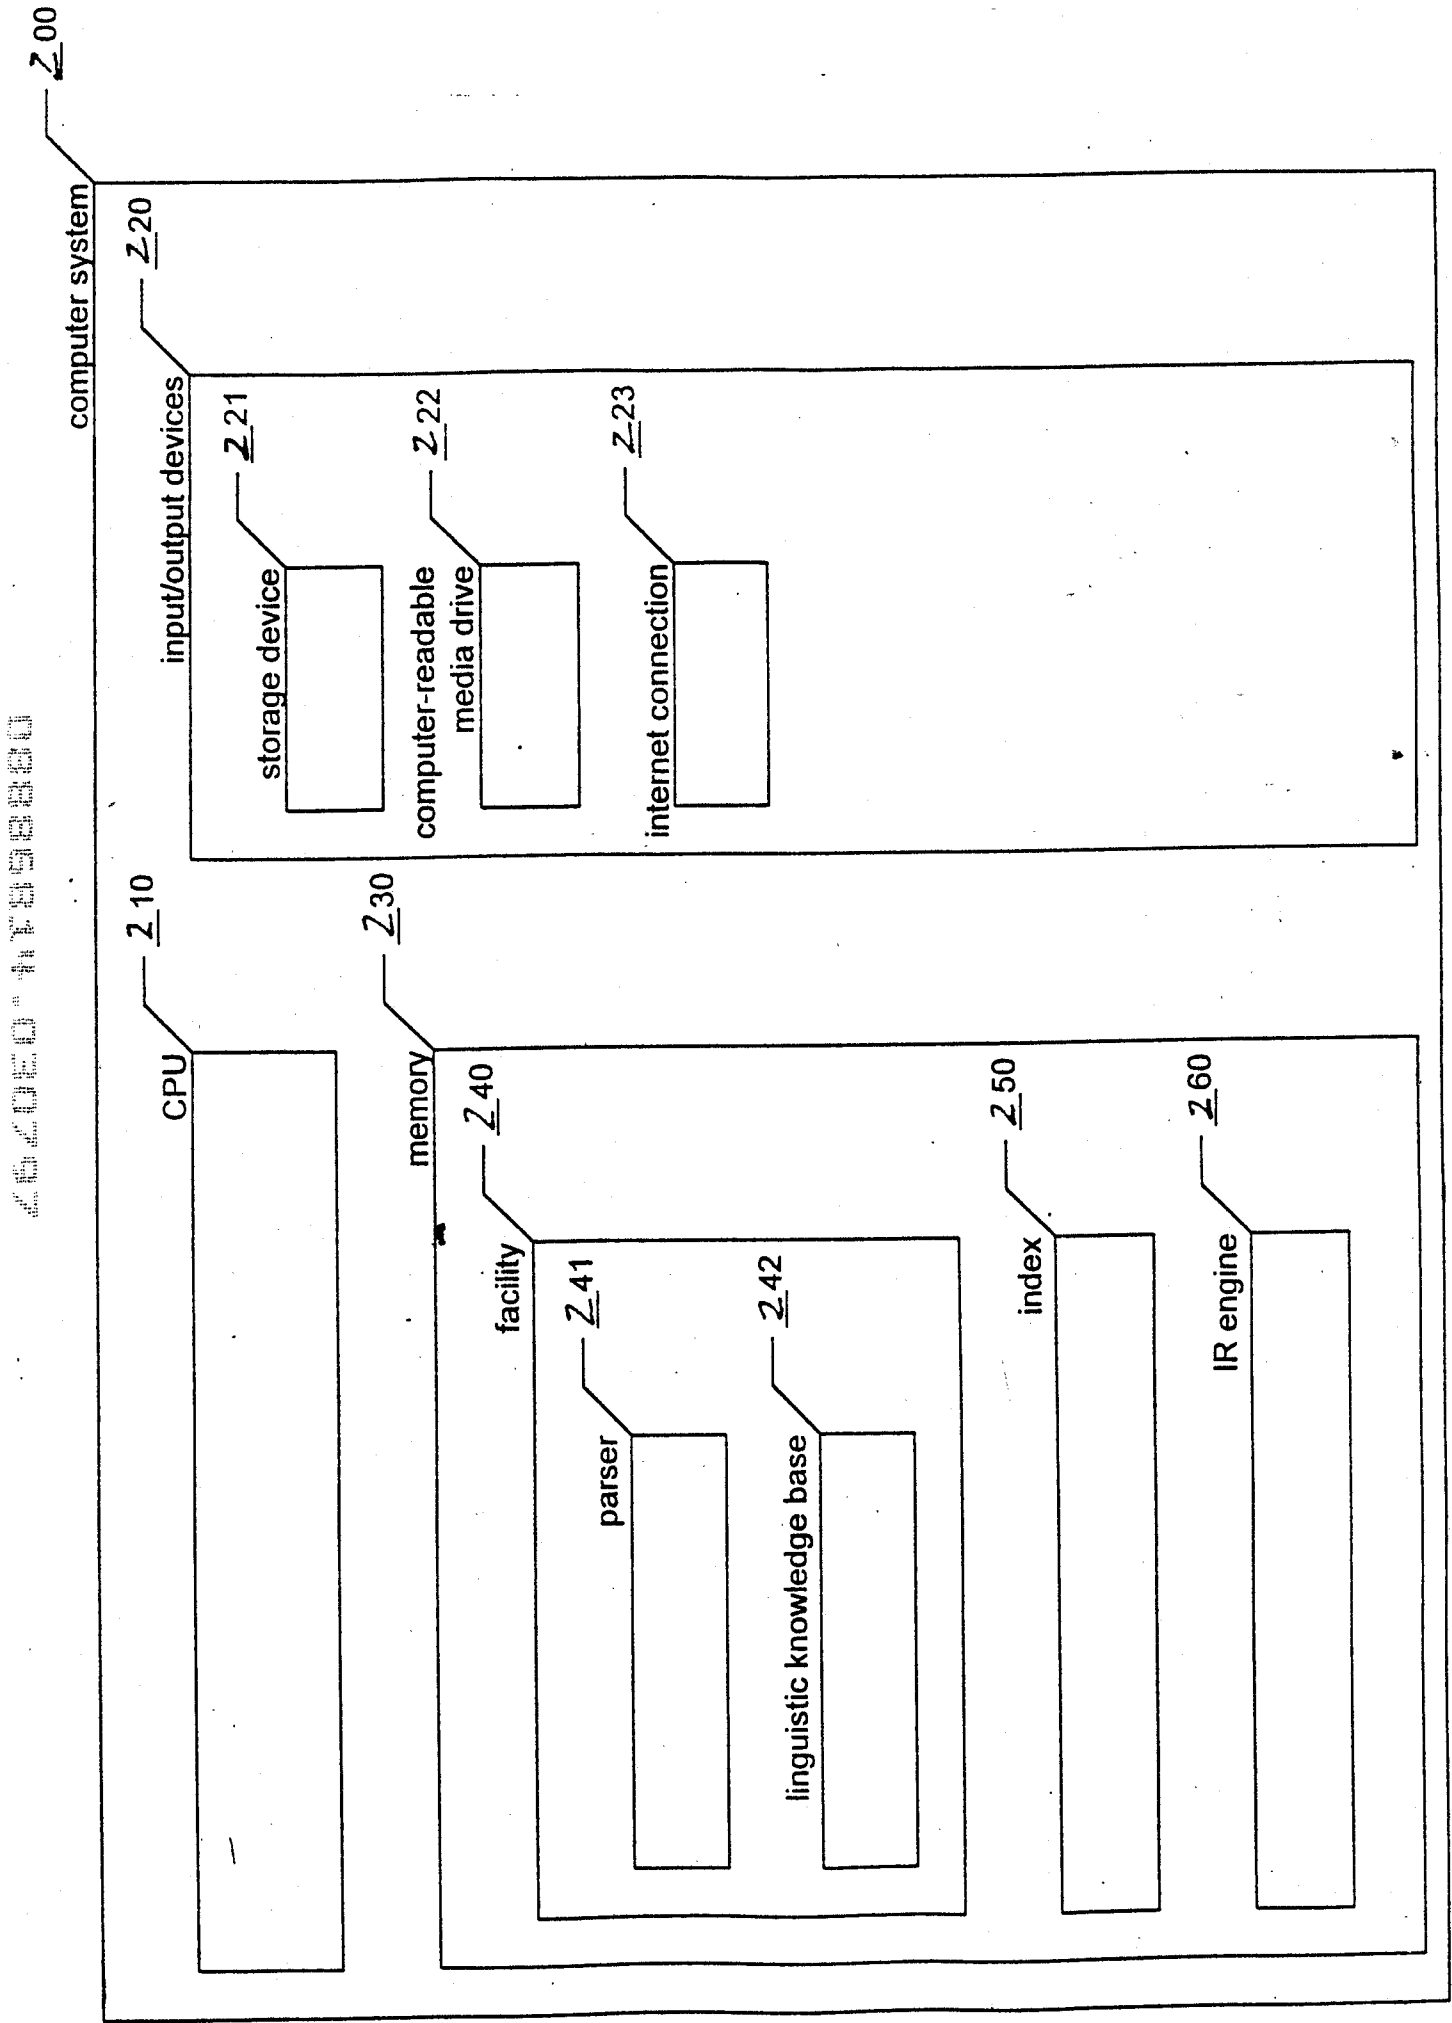 computer system
200
CPU
210
input/output devices
220
storage device
221
computer-readable
media drive
222
internet connection
223
memory
230
facility
240
parser
241
linguistic knowledge base
242
index
250
IR engine
260